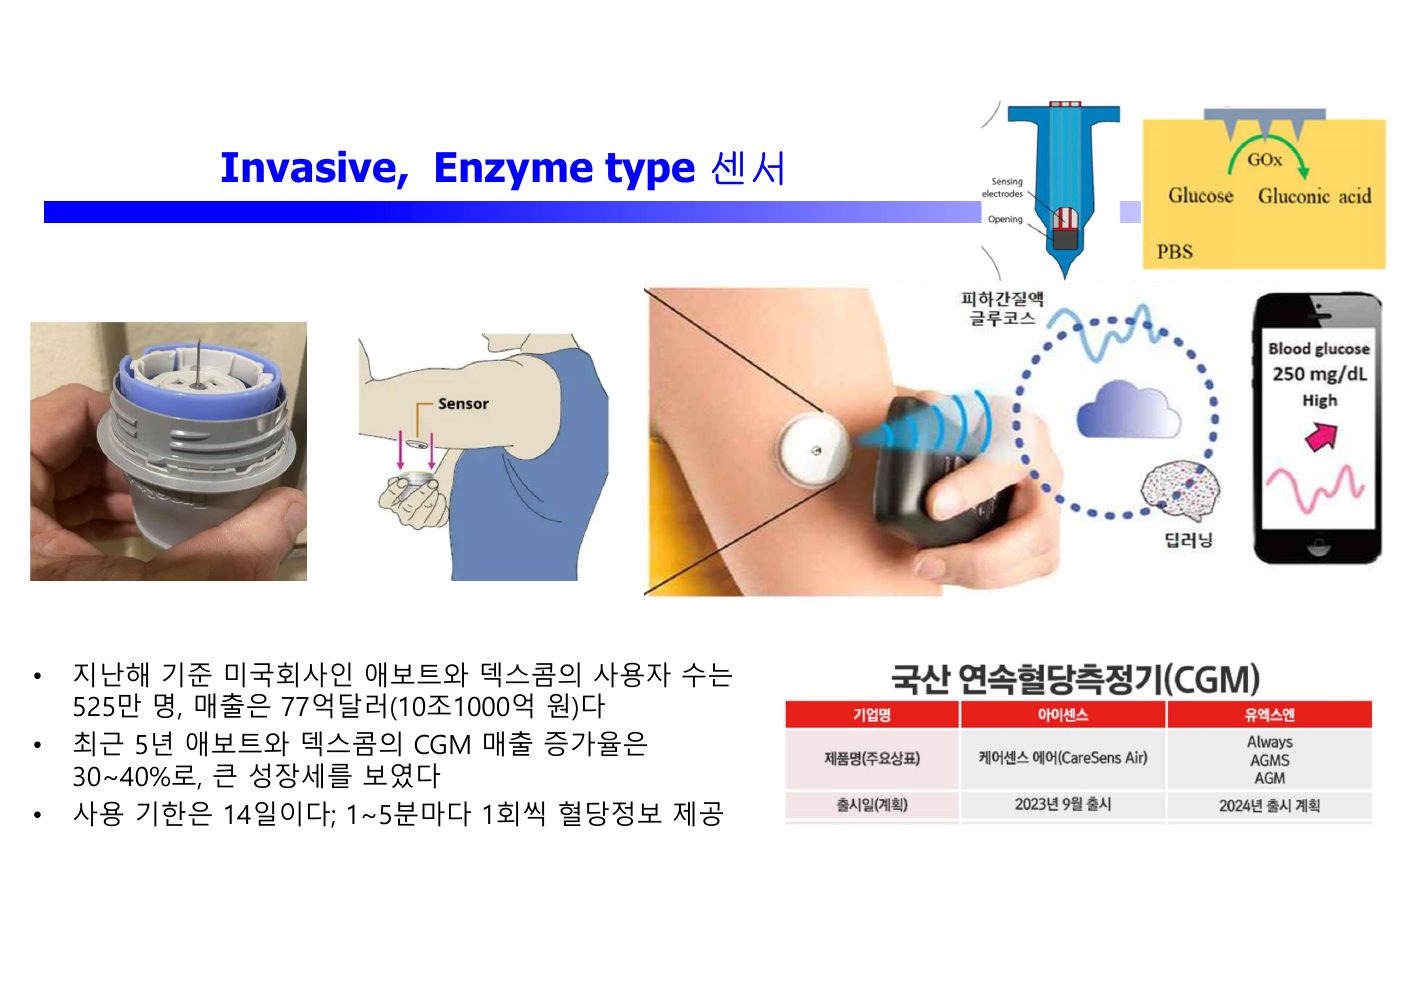 Invasive, Enzyme type 센서
Sensing
electrodes
Opening
GOx
Glucose Gluconic acid
PBS
Sensor
피하간질액
글루코스
딥러닝
Blood glucose
250 mg/dL
High
• 지난해 기준 미국회사인 애보트와 덱스콤의 사용자 수는
525만 명, 매출은 77억달러(10조1000억 원)다
• 최근 5년 애보트와 덱스콤의 CGM 매출 증가율은
30~40%로, 큰 성장세를 보였다
• 사용 기한은 14일이다; 1~5분마다 1회씩 혈당정보 제공
국산 연속혈당측정기(CGM)
기업명 아이센스 유엑스엔
제품명(주요상표) 케어센스 에어(CareSens Air) Always
AGMS
AGM
출시일(계획) 2023년 9월 출시 2024년 출시 계획